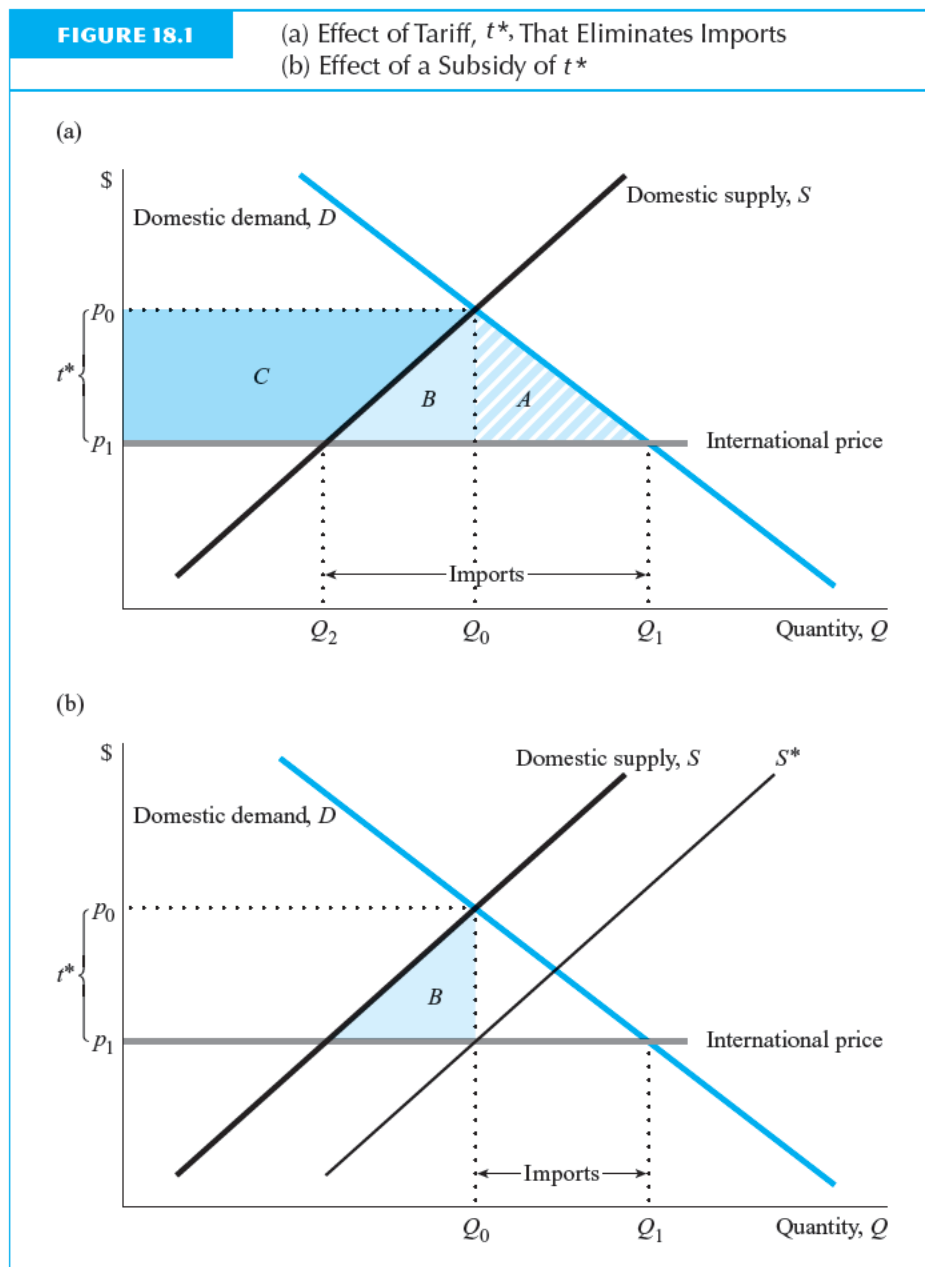 FIGURE 18.1
(a) Effect of Tariff, t*, That Eliminates Imports
(b) Effect of a Subsidy of t*
(a)
$
Domestic supply, S
Domestic demand, D
p₀
t*
C
B
A
p₁
International price
Imports
Q₂
Q₀
Q₁
Quantity, Q
(b)
$
Domestic supply, S
S*
Domestic demand, D
p₀
t*
B
p₁
International price
Imports
Q₀
Q₁
Quantity, Q